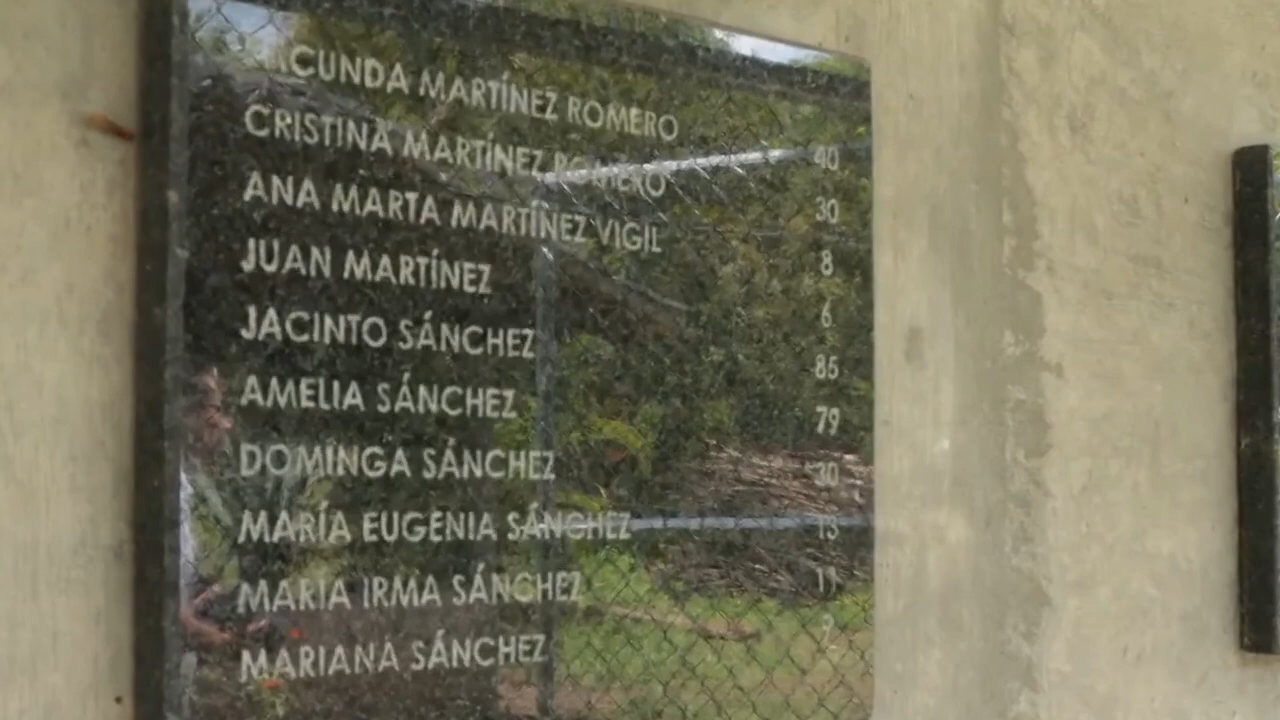 CUNDA MARTÍNEZ ROMERO 40
CRISTINA MARTÍNEZ ROMERO 30
ANA MARTA MARTÍNEZ VIGIL 8
JUAN MARTÍNEZ 6
JACINTO SÁNCHEZ 85
AMELIA SÁNCHEZ 79
DOMINGA SÁNCHEZ 30
MARÍA EUGENIA SÁNCHEZ 13
MARIA IRMA SÁNCHEZ 11
MARIANA SÁNCHEZ